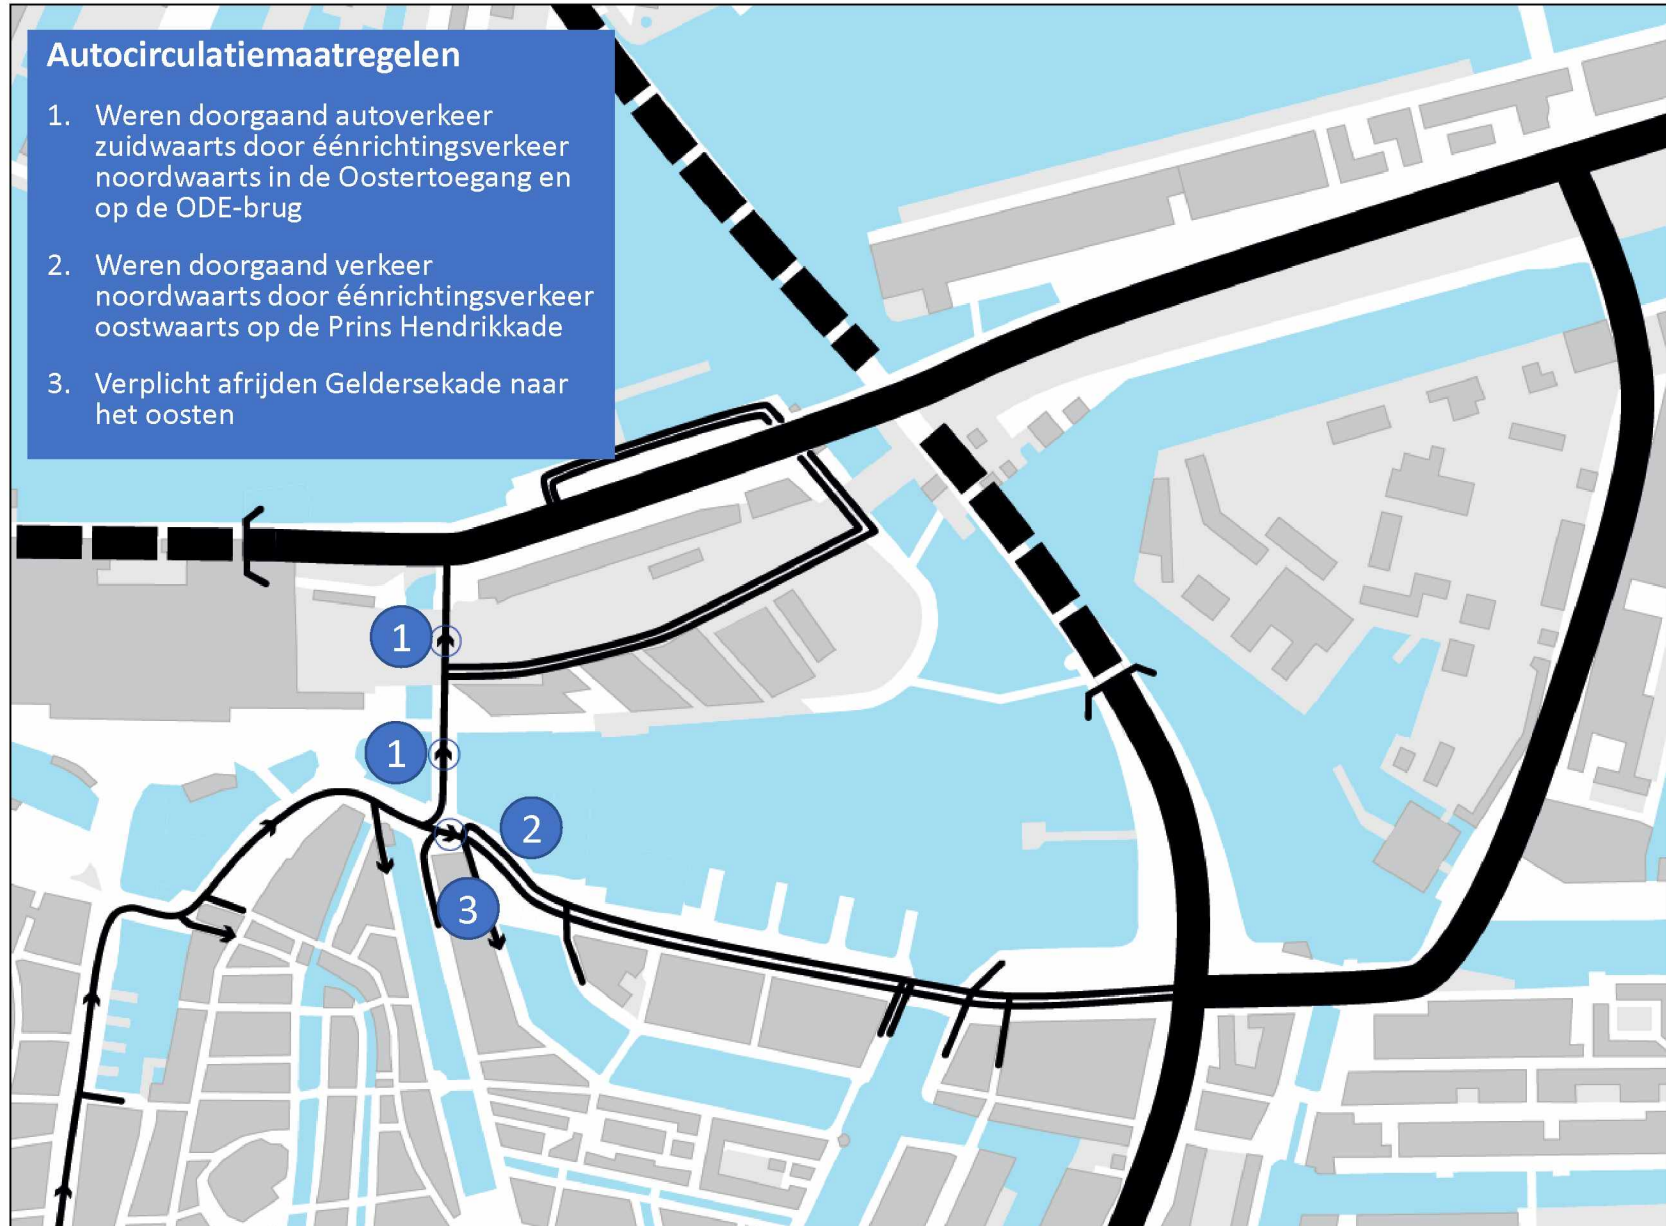 Autocirculatiemaatregelen
1. Weren doorgaand autoverkeer
zuidwaarts door éénrichtingsverkeer
noordwaarts in de Oostertoegang en
op de ODE-brug
2. Weren doorgaand verkeer
noordwaarts door éénrichtingsverkeer
oostwaarts op de Prins Hendrikkade
3. Verplicht afrijden Geldersekade naar
het oosten
1
1
2
3